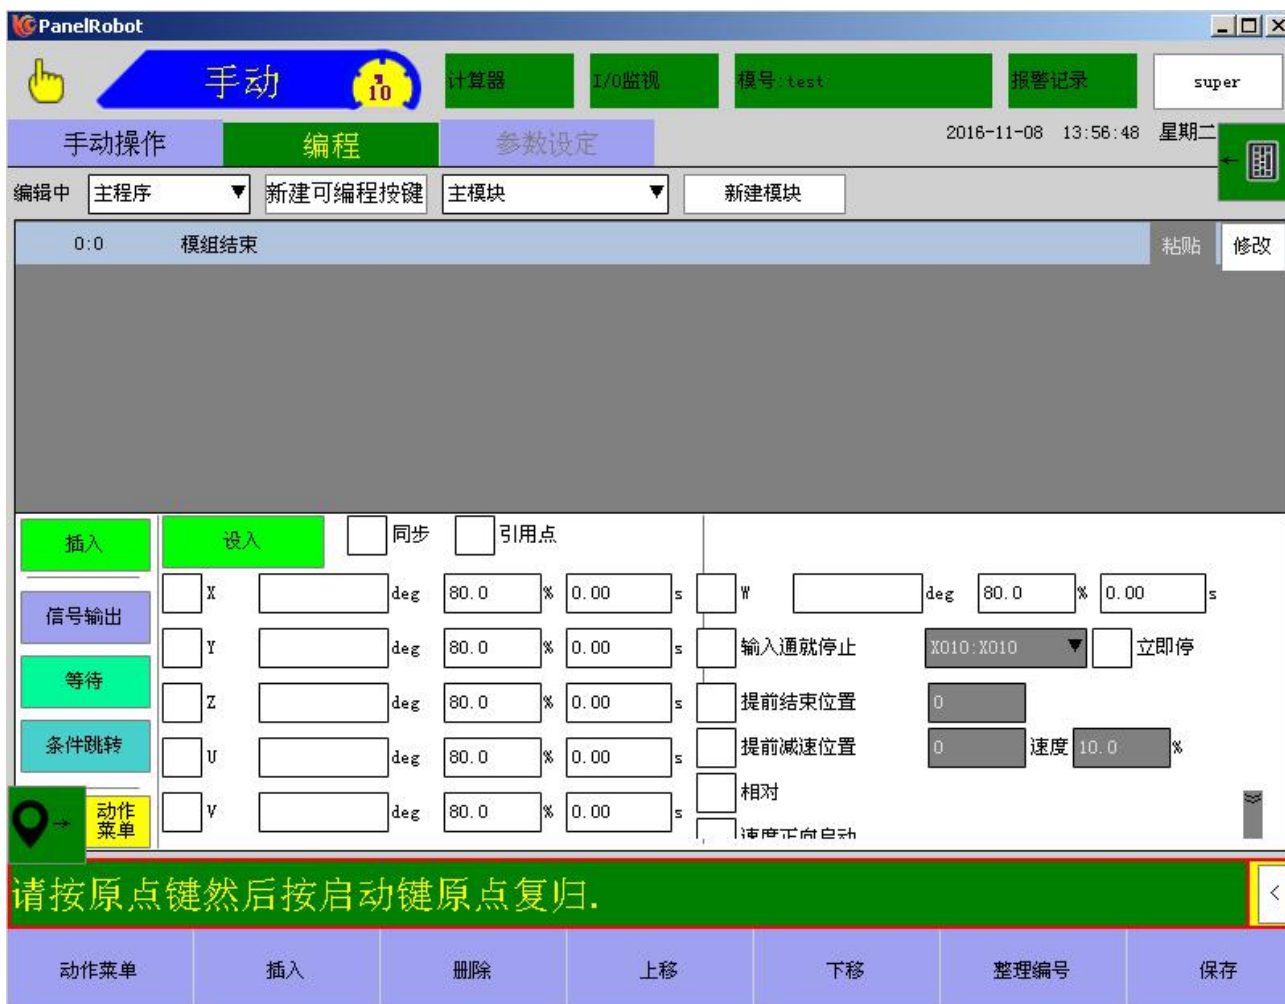 PanelRobot
手动 10 计算器 I/O监视 模号:test 报警记录 super
手动操作 编程 参数设定 2016-11-08 13:56:48 星期二
编辑中 主程序 新建可编程按键 主模块 新建模块
0:0 模组结束 粘贴 修改
插入 设入 同步 引用点
X deg 80.0 % 0.00 s W deg 80.0 % 0.00 s
信号输出
Y deg 80.0 % 0.00 s 输入通就停止 X010:X010 立即停
等待
Z deg 80.0 % 0.00 s 提前结束位置 0
条件跳转
U deg 80.0 % 0.00 s 提前减速位置 0 速度 10.0 %
相对
动作菜单 V deg 80.0 % 0.00 s
速度正向启动
请按原点键然后按启动键原点复归.
动作菜单 插入 删除 上移 下移 整理编号 保存